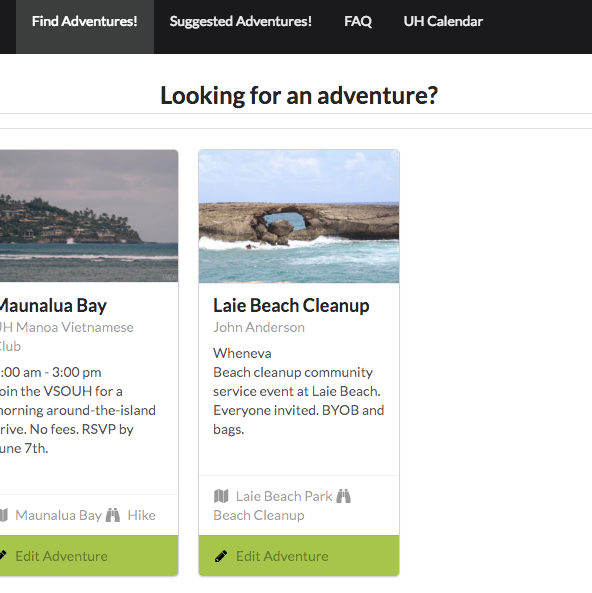 Find Adventures! Suggested Adventures! FAQ UH Calendar
Looking for an adventure?
Maunalua Bay
UH Manoa Vietnamese
Club
:00 am - 3:00 pm
oin the VSOUH for a
morning around-the-island
rive. No fees. RSVP by
une 7th.
Maunalua Bay Hike
Edit Adventure
Laie Beach Cleanup
John Anderson
Wheneva
Beach cleanup community
service event at Laie Beach.
Everyone invited. BYOB and
bags.
Laie Beach Park
Beach Cleanup
Edit Adventure